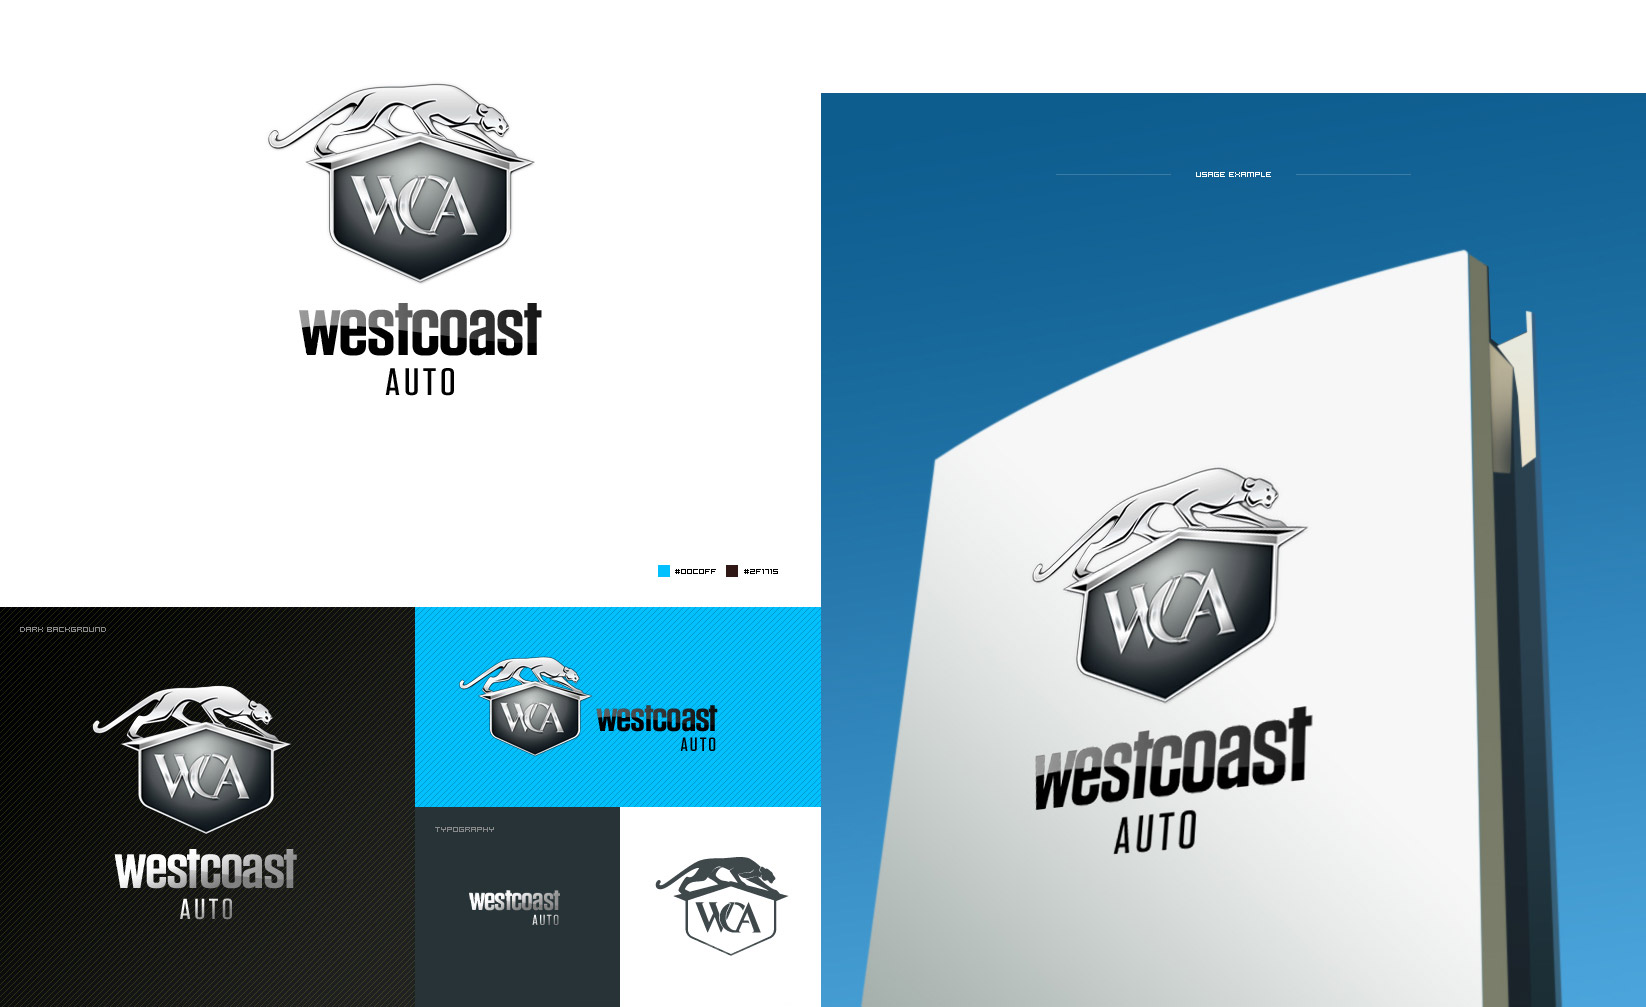 WCA
westcoast
AUTO
#00C0FF #2F1715
USAGE EXAMPLE
WCA
westcoast
AUTO
DARK BACKGROUND
WCA
westcoast
AUTO
WCA westcoast
AUTO
TYPOGRAPHY
westcoast
AUTO
WCA